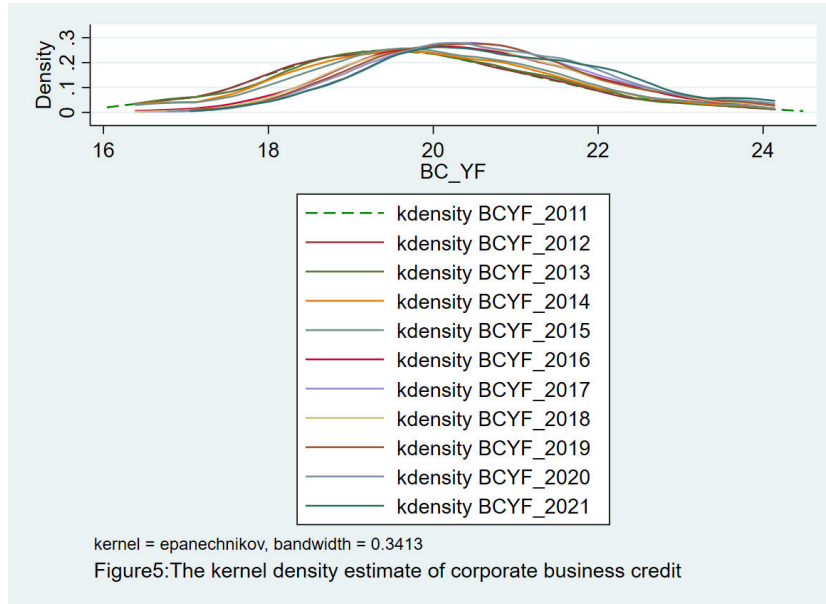 Density
.3
.2
.1
0
16 18 20 22 24
BC_YF
kdensity BCYF_2011
kdensity BCYF_2012
kdensity BCYF_2013
kdensity BCYF_2014
kdensity BCYF_2015
kdensity BCYF_2016
kdensity BCYF_2017
kdensity BCYF_2018
kdensity BCYF_2019
kdensity BCYF_2020
kdensity BCYF_2021
kernel = epanechnikov, bandwidth = 0.3413
Figure5:The kernel density estimate of corporate business credit